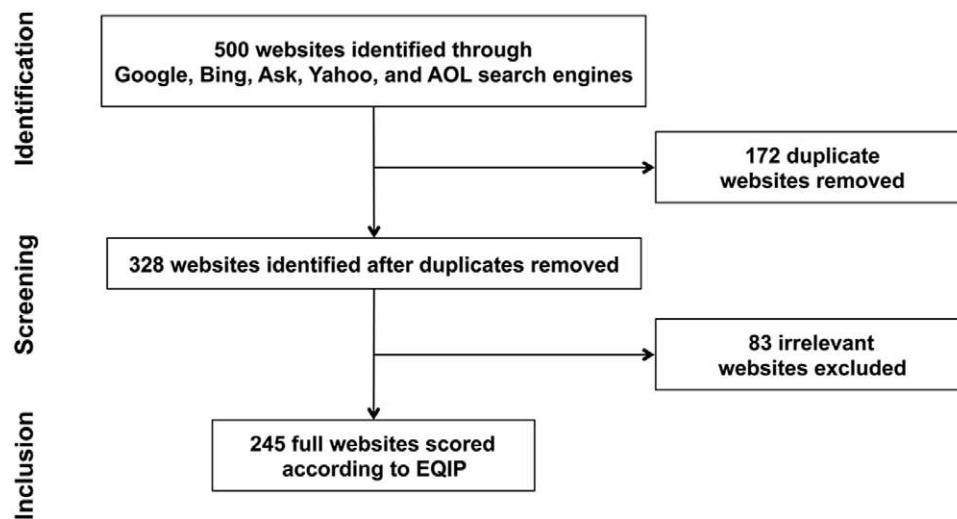 Identification
500 websites identified through
Google, Bing, Ask, Yahoo, and AOL search engines
172 duplicate
websites removed
Screening
328 websites identified after duplicates removed
83 irrelevant
websites excluded
Inclusion
245 full websites scored
according to EQIP